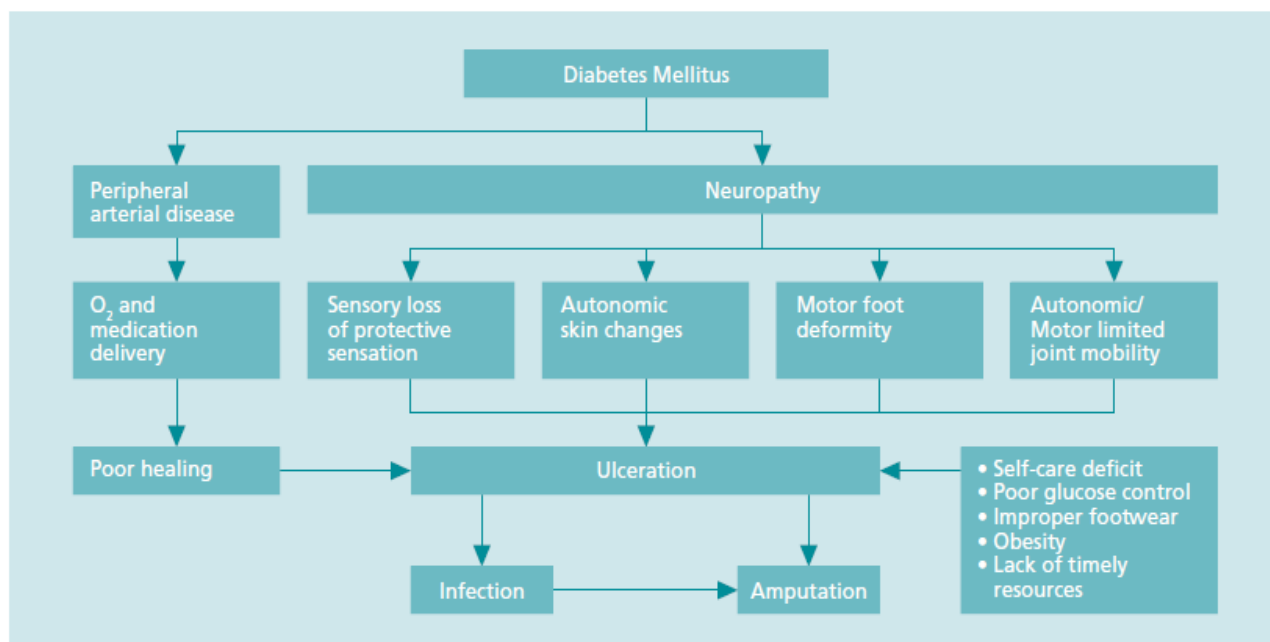 Diabetes Mellitus
Peripheral
arterial disease
Neuropathy
O₂ and
medication
delivery
Sensory loss
of protective
sensation
Autonomic
skin changes
Motor foot
deformity
Autonomic/
Motor limited
joint mobility
Poor healing
Ulceration
• Self-care deficit
• Poor glucose control
• Improper footwear
• Obesity
• Lack of timely
resources
Infection
Amputation